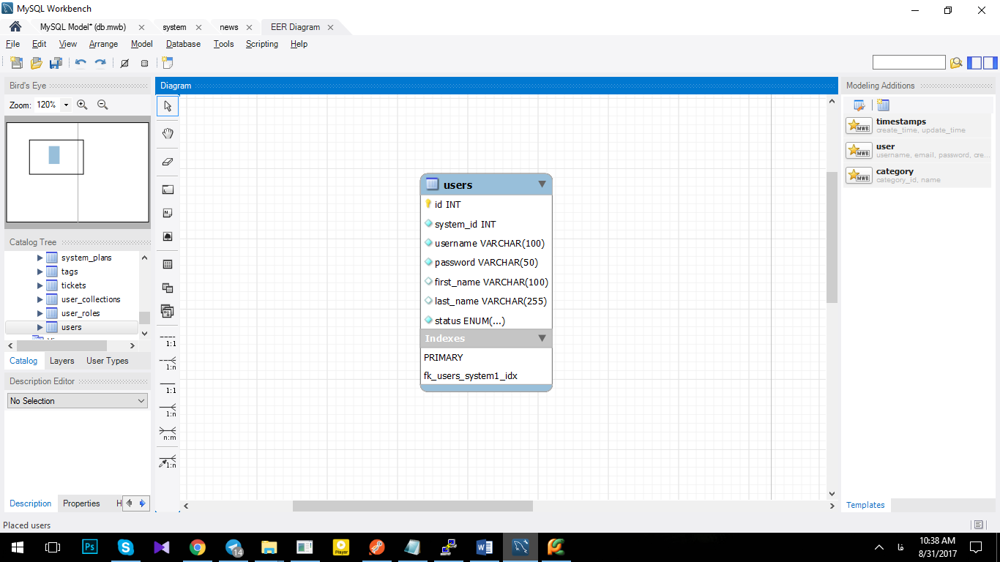 MySQL Workbench
MySQL Model* (db.mwb)
system
news
EER Diagram
File Edit View Arrange Model Database Tools Scripting Help
Bird's Eye
Zoom: 120%
Catalog Tree
system_plans
tags
tickets
user_collections
user_roles
users
Catalog Layers User Types
Description Editor
No Selection
Description Properties H
Placed users
Diagram
1:1
1:n
1:1
1:n
n:m
1:n
users
id INT
system_id INT
username VARCHAR(100)
password VARCHAR(50)
first_name VARCHAR(100)
last_name VARCHAR(255)
status ENUM(...)
Indexes
PRIMARY
fk_users_system1_idx
Modeling Additions
MWB
timestamps
create_time, update_time
MWB
user
username, email, password, cre...
MWB
category
category_id, name
Templates
Ps
14
Player
فا
10:38 AM
8/31/2017